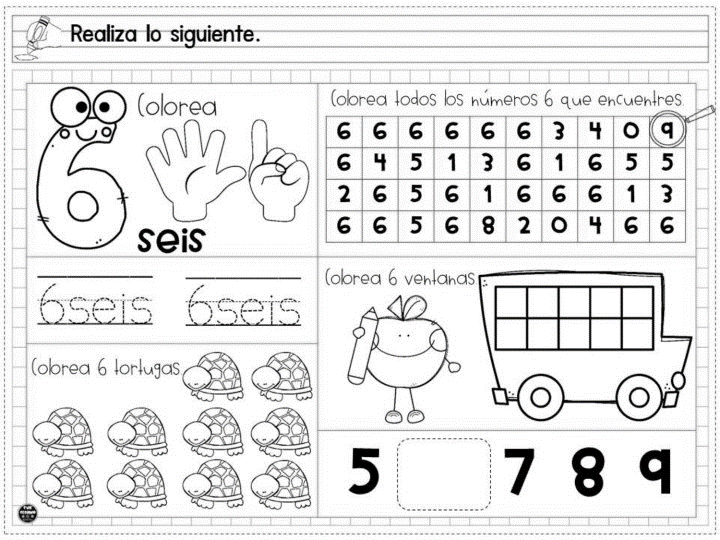 Realiza lo siguiente.
Colorea
6
seis
Colorea todos los números 6 que encuentres.
6 6 6 6 6 6 3 4 0 9
6 4 5 1 3 6 1 6 5 5
2 6 5 6 1 6 6 6 1 3
6 6 5 6 8 2 0 4 6 6
6seis 6seis
Colorea 6 ventanas
Colorea 6 tortugas
5 7 8 9